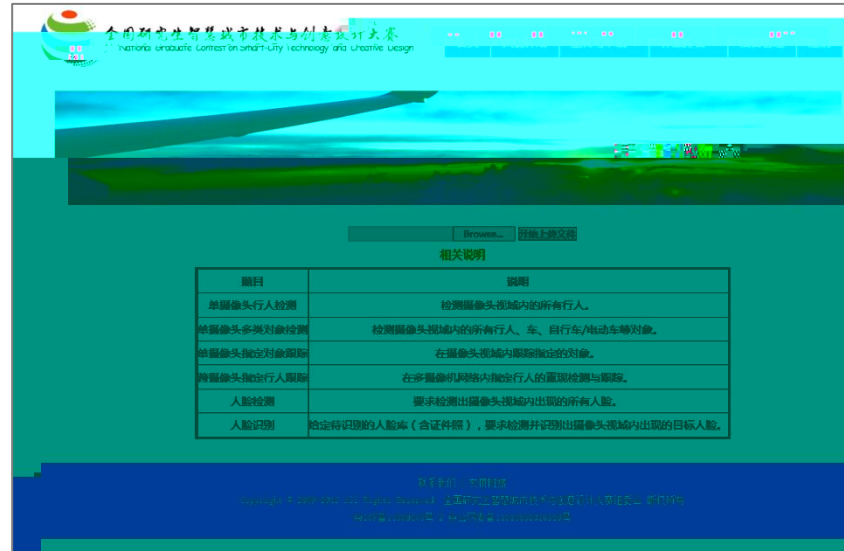 全国研究生智慧城市技术与创意设计大赛
National Graduate Contest on Smart-City Technology and Creative Design
Browse... 开始上传文件
相关说明
题目 说明
单摄像头行人检测 检测摄像头视域内的所有行人。
单摄像头多类对象检测 检测摄像头视域内的所有行人、车、自行车/电动车等对象。
单摄像头指定对象跟踪 在摄像头视域内跟踪指定的对象。
跨摄像头指定行人跟踪 在多摄像机网络内指定行人的重现检测与跟踪。
人脸检测 要求检测出摄像头视域内出现的所有人脸。
人脸识别 给定待识别的人脸库(含证件照),要求检测并识别出摄像头视域内出现的目标人脸。
联系我们